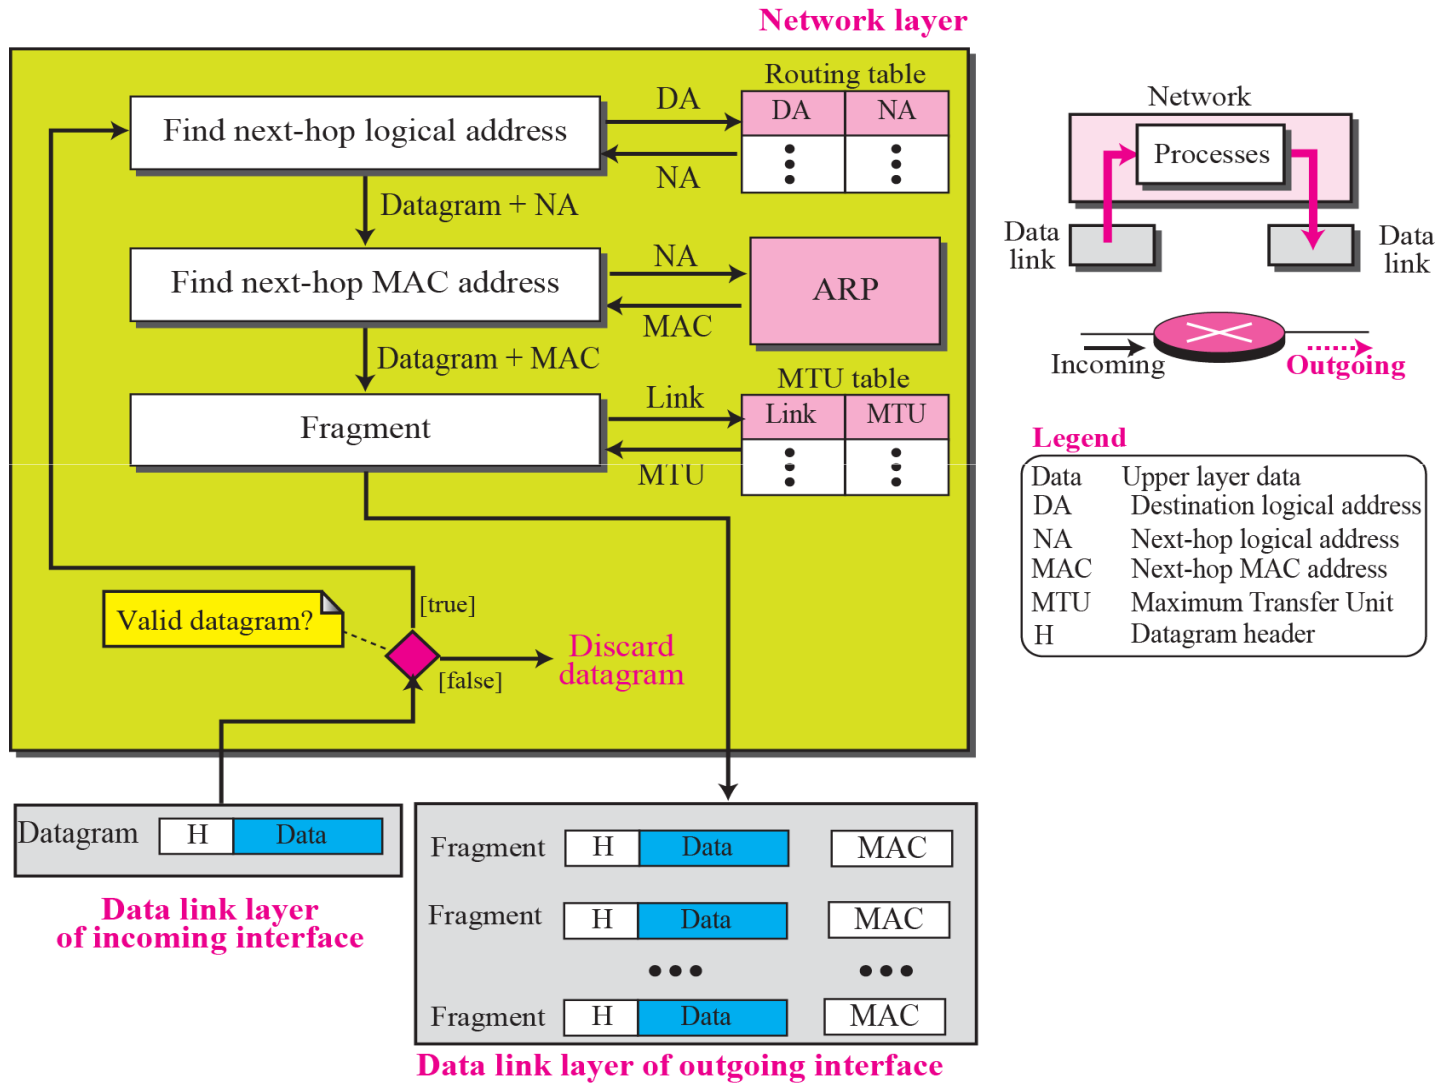 Network layer
Routing table
DA
DA
NA
Find next-hop logical address
NA
Datagram + NA
NA
Find next-hop MAC address
ARP
MAC
Datagram + MAC
MTU table
Link
Link
MTU
Fragment
MTU
Valid datagram?
[true]
[false]
Discard
datagram
Datagram
H
Data
Data link layer
of incoming interface
Fragment
H
Data
MAC
Fragment
H
Data
MAC
Fragment
H
Data
MAC
Data link layer of outgoing interface
Network
Processes
Data
link
Data
link
Incoming
Outgoing
Legend
Data Upper layer data
DA Destination logical address
NA Next-hop logical address
MAC Next-hop MAC address
MTU Maximum Transfer Unit
H Datagram header